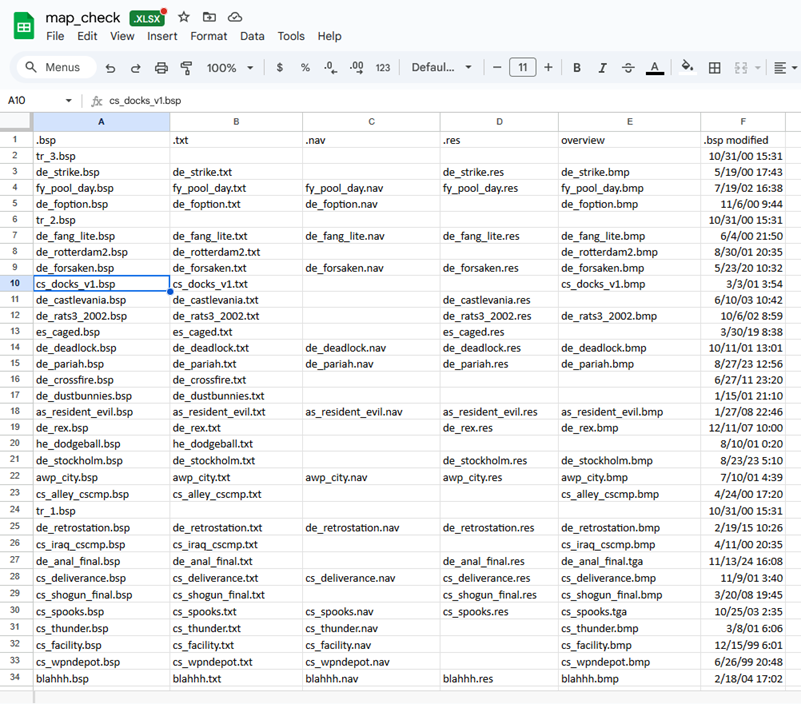 map_check .XLSX
File Edit View Insert Format Data Tools Help
Menus 100% $ % .0 .00 123 Defaul... 11 B I A
A10 fx cs_docks_v1.bsp
A B C D E F
1 .bsp .txt .nav .res overview .bsp modified
2 tr_3.bsp 10/31/00 15:31
3 de_strike.bsp de_strike.txt de_strike.res de_strike.bmp 5/19/00 17:43
4 fy_pool_day.bsp fy_pool_day.txt fy_pool_day.nav fy_pool_day.res fy_pool_day.bmp 7/19/02 16:38
5 de_foption.bsp de_foption.txt de_foption.nav de_foption.bmp 11/6/00 9:44
6 tr_2.bsp 10/31/00 15:31
7 de_fang_lite.bsp de_fang_lite.txt de_fang_lite.nav de_fang_lite.res de_fang_lite.bmp 6/4/00 21:50
8 de_rotterdam2.bsp de_rotterdam2.txt de_rotterdam2.bmp 8/30/01 20:35
9 de_forsaken.bsp de_forsaken.txt de_forsaken.nav de_forsaken.res de_forsaken.bmp 5/23/20 10:32
10 cs_docks_v1.bsp cs_docks_v1.txt cs_docks_v1.bmp 3/3/01 3:54
11 de_castlevania.bsp de_castlevania.txt de_castlevania.res 6/10/03 10:42
12 de_rats3_2002.bsp de_rats3_2002.txt de_rats3_2002.res de_rats3_2002.bmp 10/6/02 8:59
13 es_caged.bsp es_caged.txt es_caged.res 3/30/19 8:38
14 de_deadlock.bsp de_deadlock.txt de_deadlock.nav de_deadlock.res de_deadlock.bmp 10/11/01 13:01
15 de_pariah.bsp de_pariah.txt de_pariah.nav de_pariah.res de_pariah.bmp 8/27/23 12:56
16 de_crossfire.bsp de_crossfire.txt 6/27/11 23:20
17 de_dustbunnies.bsp de_dustbunnies.txt 1/15/01 21:10
18 as_resident_evil.bsp as_resident_evil.txt as_resident_evil.nav as_resident_evil.res as_resident_evil.bmp 1/27/08 22:46
19 de_rex.bsp de_rex.txt de_rex.res de_rex.bmp 12/11/07 10:00
20 he_dodgeball.bsp he_dodgeball.txt 8/10/01 0:20
21 de_stockholm.bsp de_stockholm.txt de_stockholm.res de_stockholm.bmp 8/23/23 5:10
22 awp_city.bsp awp_city.txt awp_city.nav awp_city.res awp_city.bmp 7/10/01 4:39
23 cs_alley_cscmp.bsp cs_alley_cscmp.txt cs_alley_cscmp.bmp 4/24/00 17:20
24 tr_1.bsp 10/31/00 15:31
25 de_retrostation.bsp de_retrostation.txt de_retrostation.nav de_retrostation.res de_retrostation.bmp 2/19/15 10:26
26 cs_iraq_cscmp.bsp cs_iraq_cscmp.txt cs_iraq_cscmp.bmp 4/11/00 20:35
27 de_anal_final.bsp de_anal_final.txt de_anal_final.res de_anal_final.tga 11/13/24 16:08
28 cs_deliverance.bsp cs_deliverance.txt cs_deliverance.nav cs_deliverance.res cs_deliverance.bmp 11/9/01 3:40
29 cs_shogun_final.bsp cs_shogun_final.txt cs_shogun_final.res cs_shogun_final.bmp 3/20/08 19:45
30 cs_spooks.bsp cs_spooks.txt cs_spooks.nav cs_spooks.res cs_spooks.tga 10/25/03 2:35
31 cs_thunder.bsp cs_thunder.txt cs_thunder.nav cs_thunder.bmp 3/8/01 6:06
32 cs_facility.bsp cs_facility.txt cs_facility.nav cs_facility.bmp 12/15/99 6:01
33 cs_wpndepot.bsp cs_wpndepot.txt cs_wpndepot.nav cs_wpndepot.bmp 6/26/99 20:48
34 blahhh.bsp blahhh.txt blahhh.nav blahhh.res blahhh.bmp 2/18/04 17:02